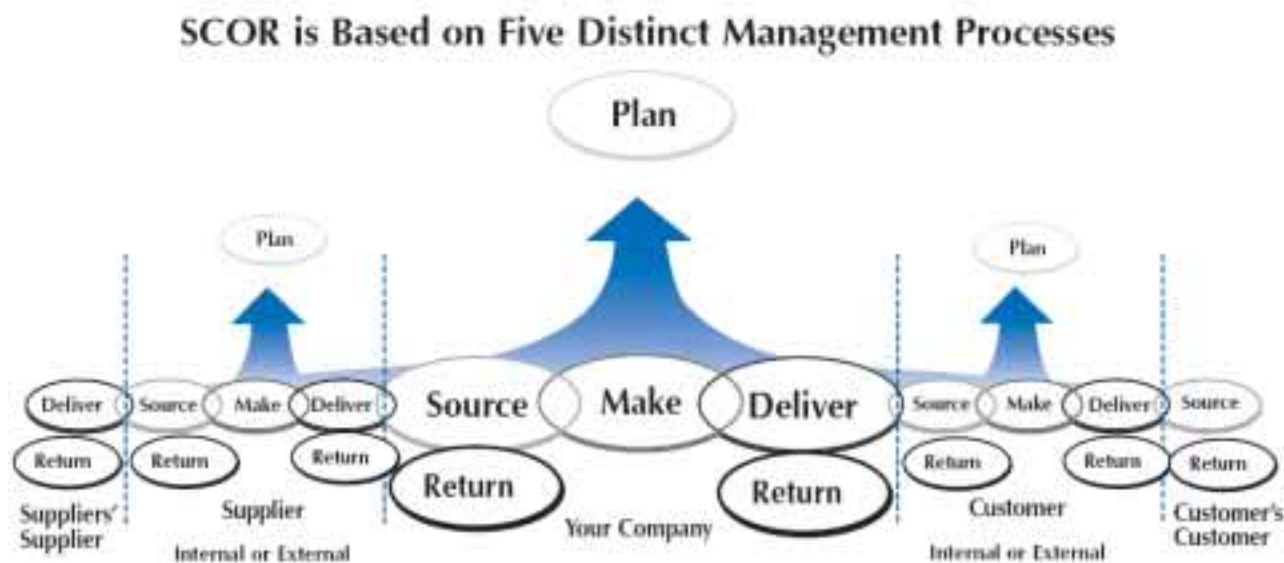 SCOR is Based on Five Distinct Management Processes
Plan
Plan
Plan
Deliver
Source
Make
Deliver
Source
Make
Deliver
Source
Make
Deliver
Source
Return
Return
Return
Return
Return
Return
Return
Return
Suppliers'
Supplier
Supplier
Internal or External
Your Company
Customer
Internal or External
Customer's
Customer